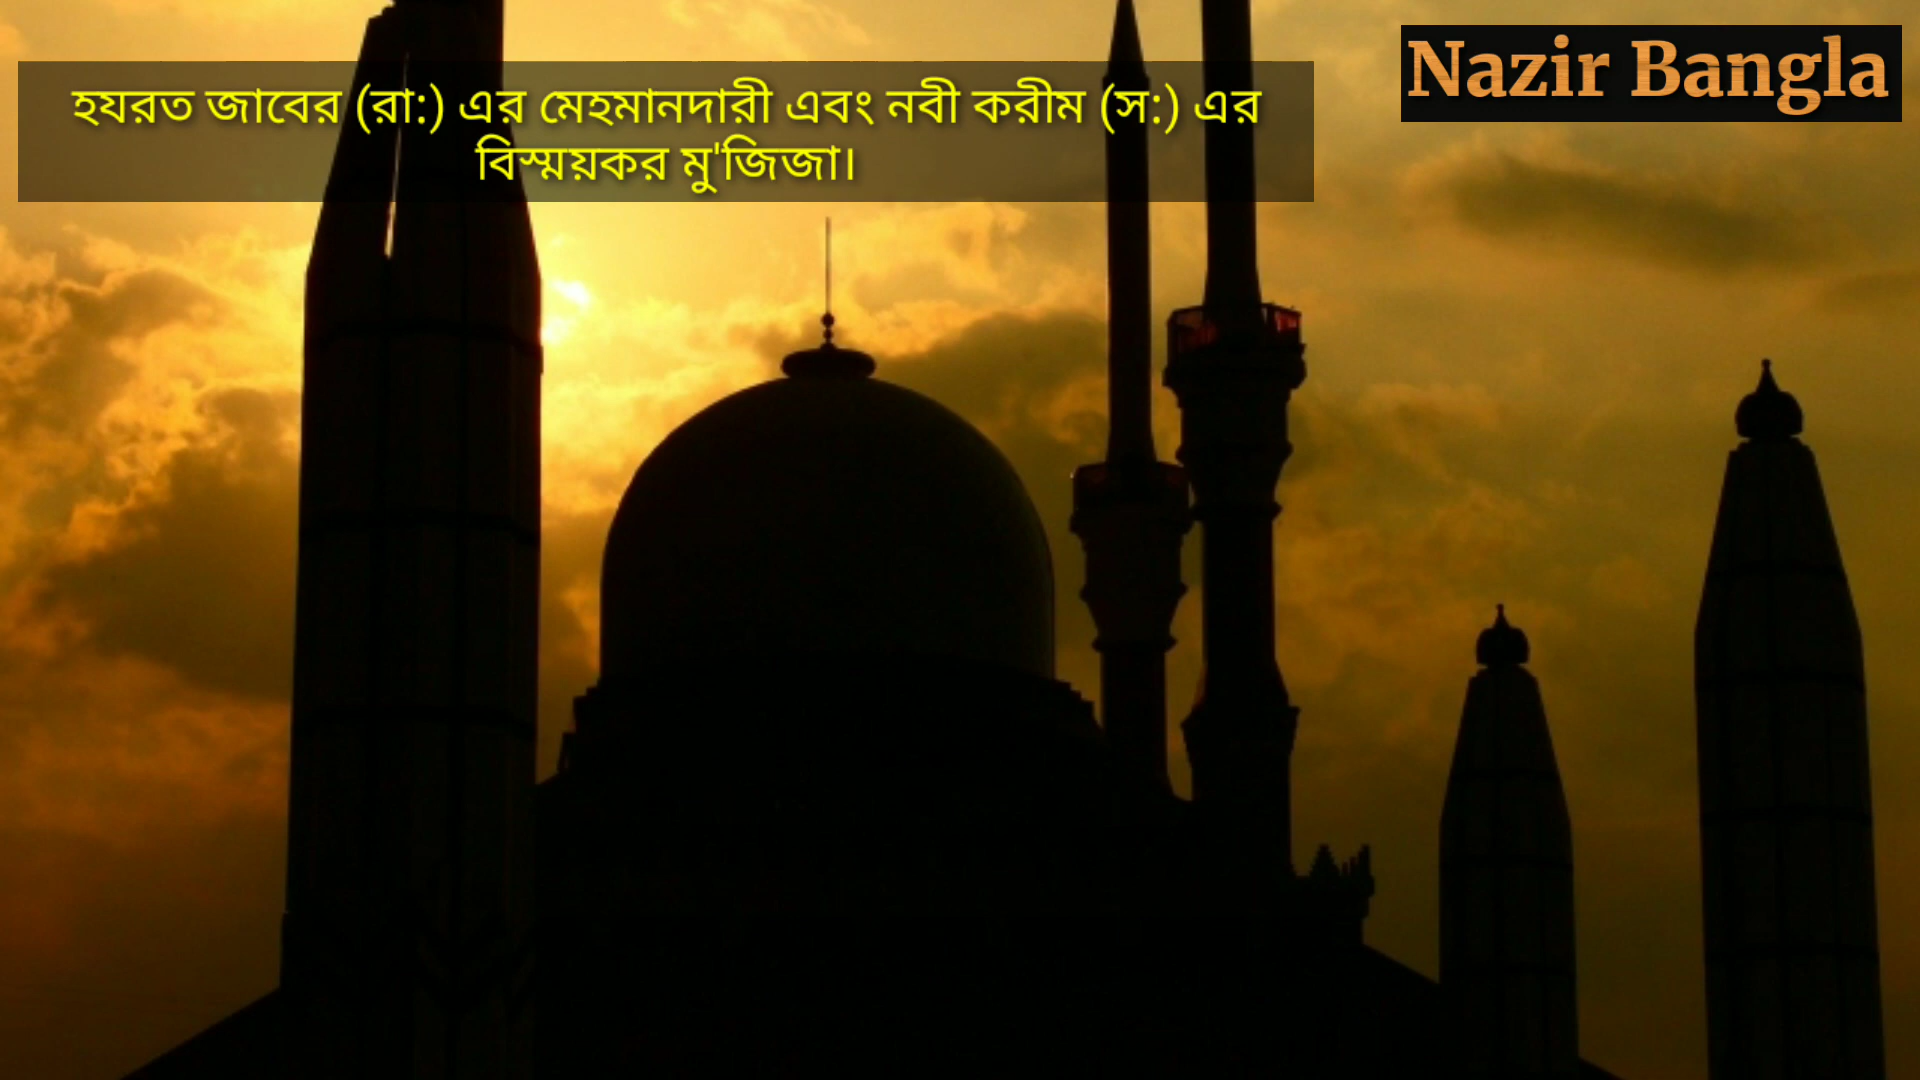 হযরত জাবের (রা:) এর মেহমানদারী এবং নবী করীম (স:) এর
বিস্ময়কর মু'জিজা।
Nazir Bangla